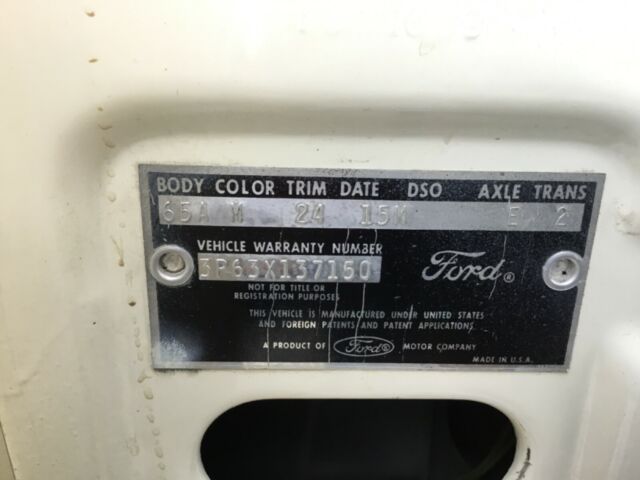 BODY COLOR TRIM DATE DSO AXLE TRANS
65A M 24 15M E 2
VEHICLE WARRANTY NUMBER
3P63X137150
Ford®
NOT FOR TITLE OR
REGISTRATION PURPOSES
THIS VEHICLE IS MANUFACTURED UNDER UNITED STATES
AND FOREIGN PATENTS AND PATENT APPLICATIONS
A PRODUCT OF Ford® MOTOR COMPANY
MADE IN U.S.A.